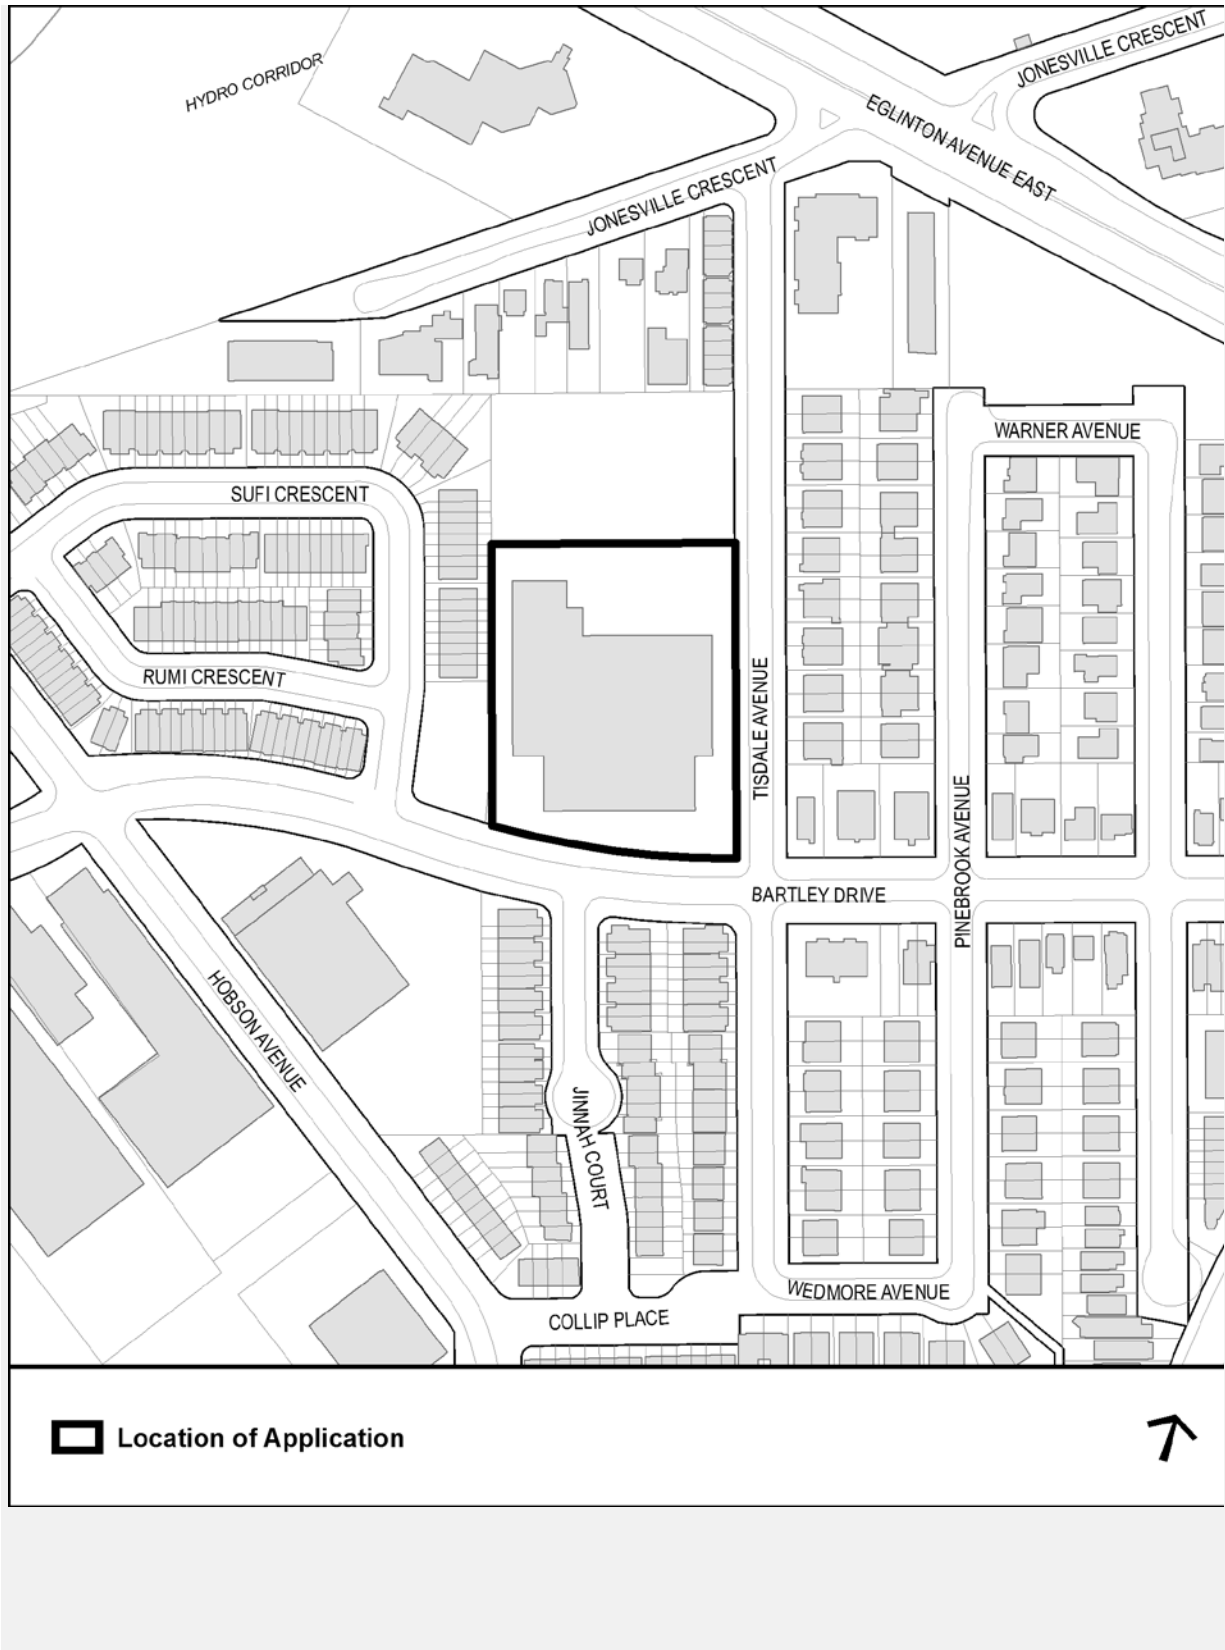 JONESVILLE CRESCENT
HYDRO CORRIDOR
EGLINTON AVENUE EAST
JONESVILLE CRESCENT
WARNER AVENUE
SUFI CRESCENT
RUMI CRESCENT
TISDALE AVENUE
PINEBROOK AVENUE
BARTLEY DRIVE
HOBSON AVENUE
JINNAH COURT
WEDMORE AVENUE
COLLIP PLACE
Location of Application